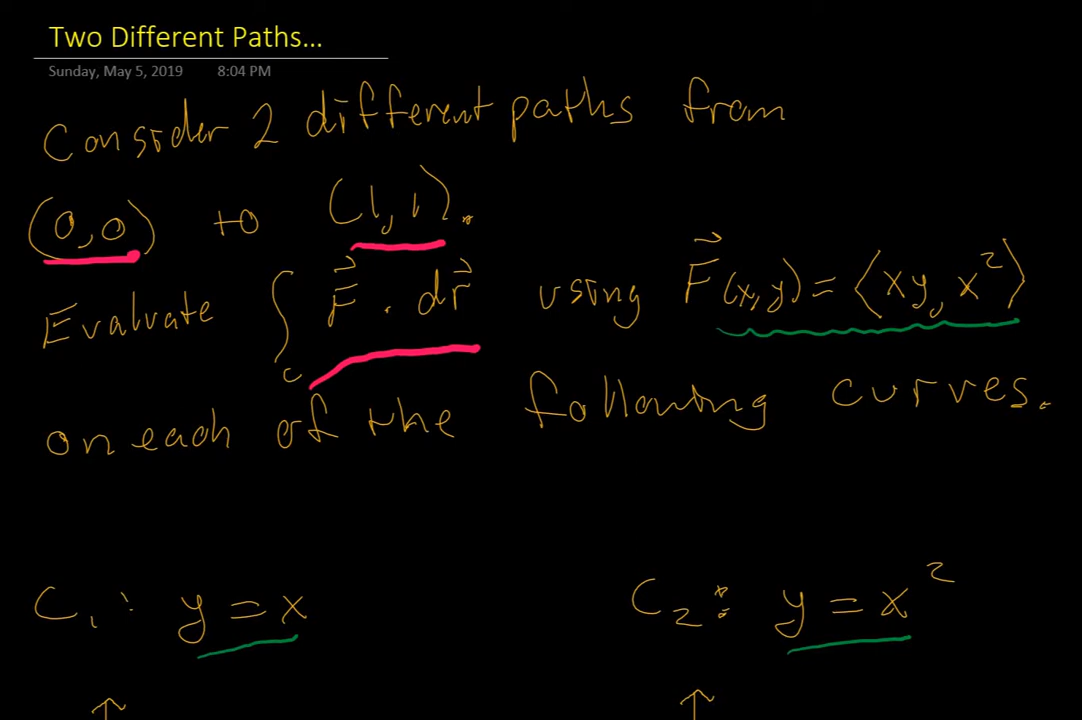 Two Different Paths...
Sunday, May 5, 2019 8:04 PM
Consider 2 different paths from
(0,0) to (1,1).
Evaluate ∫_C F⃗ · dr⃗ using F⃗(x,y) = ⟨xy, x²⟩
on each of the following curves.
C₁: y = x C₂: y = x²